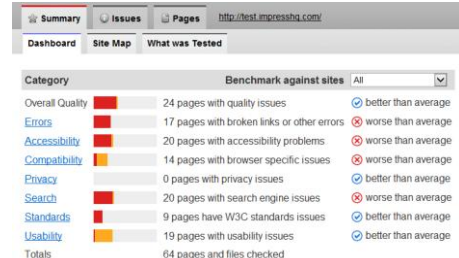 Summary Issues Pages http://test.impresshq.com/
Dashboard Site Map What was Tested
Category Benchmark against sites All
Overall Quality 24 pages with quality issues better than average
Errors 17 pages with broken links or other errors worse than average
Accessibility 20 pages with accessibility problems worse than average
Compatibility 14 pages with browser specific issues worse than average
Privacy 0 pages with privacy issues better than average
Search 20 pages with search engine issues worse than average
Standards 9 pages have W3C standards issues better than average
Usability 19 pages with usability issues better than average
Totals 64 pages and files checked